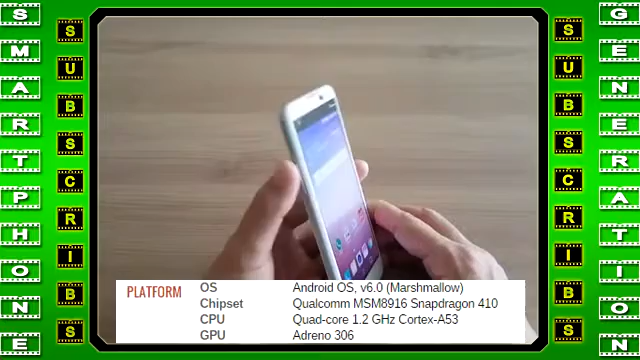 SMARTPHONE
SUBSCRIBS
PLATFORM
OS Android OS, v6.0 (Marshmallow)
Chipset Qualcomm MSM8916 Snapdragon 410
CPU Quad-core 1.2 GHz Cortex-A53
GPU Adreno 306
SUBSCRIBS
GENERATION